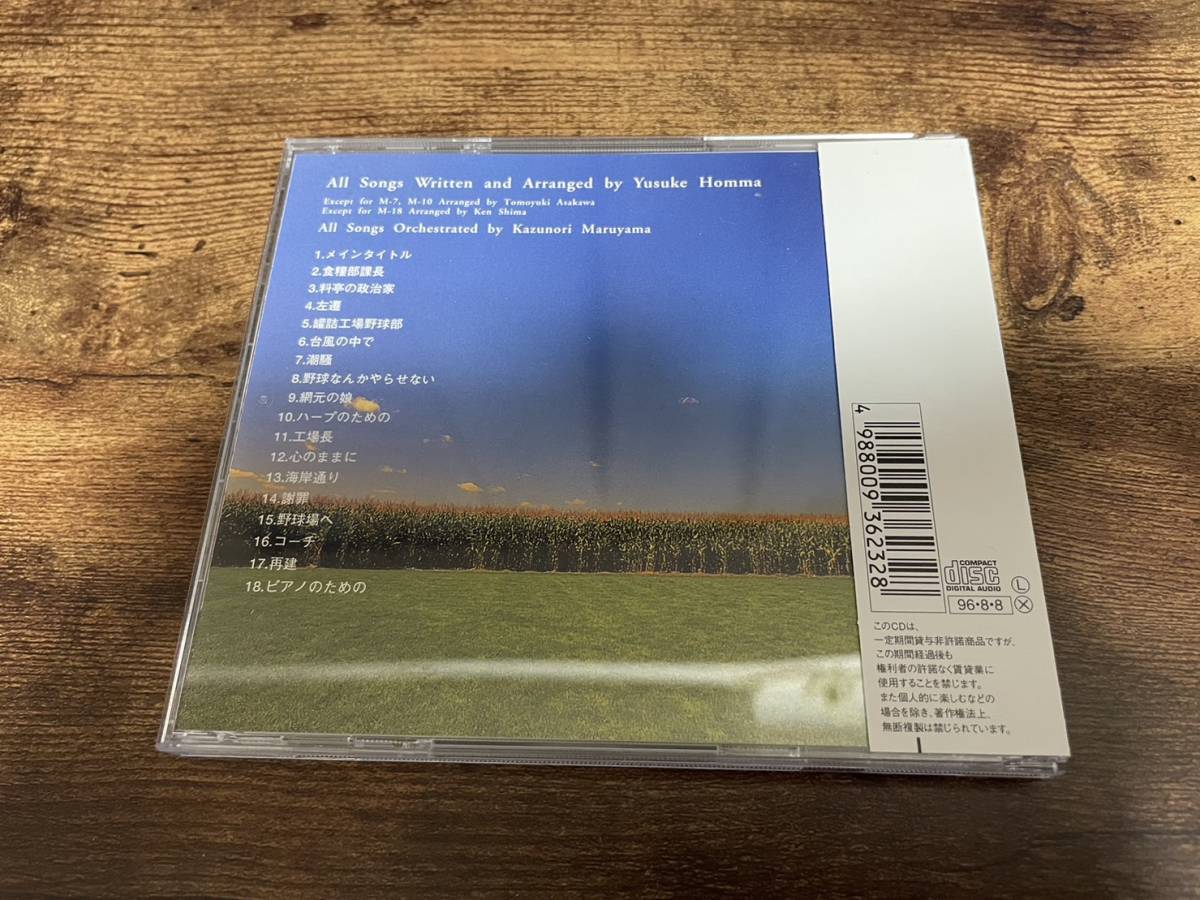 All Songs Written and Arranged by Yusuke Homma
Except for M-7, M-10 Arranged by Tomoyuki Asakawa
Except for M-18 Arranged by Ken Shima
All Songs Orchestrated by Kazunori Maruyama
1.メインタイトル
2.食糧部課長
3.料亭の政治家
4.左遷
5.罐詰工場野球部
6.台風の中で
7.潮騒
8.野球なんかやらせない
9.網元の娘
10.ハープのための
11.工場長
12.心のままに
13.海岸通り
14.謝罪
15.野球場へ
16.コーチ
17.再建
18.ピアノのための
4 988009 362328
COMPACT
disc
DIGITAL AUDIO
L
96・8・8
X
このCDは、
一定期間貸与非許諾商品ですが、
この期間経過後も
権利者の許諾なく賃貸業に
使用することを禁じます。
また個人的に楽しむなどの
場合を除き、著作権法上、
無断複製は禁じられています。